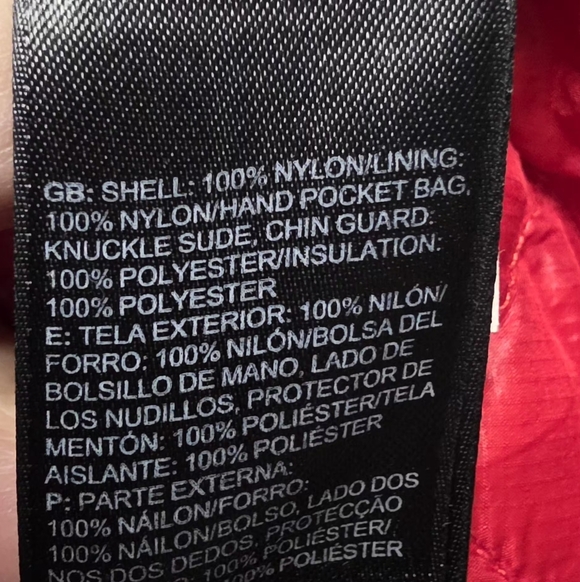 GB: SHELL: 100% NYLON/LINING:
100% NYLON/HAND POCKET BAG,
KNUCKLE SUDE, CHIN GUARD:
100% POLYESTER/INSULATION:
100% POLYESTER
E: TELA EXTERIOR: 100% NILÓN/
FORRO: 100% NILÓN/BOLSA DEL
BOLSILLO DE MANO, LADO DE
LOS NUDILLOS, PROTECTOR DE
MENTÓN: 100% POLIÉSTER/TELA
AISLANTE: 100% POLIÉSTER
P: PARTE EXTERNA:
100% NÁILON/FORRO:
100% NÁILON/BOLSO, LADO DOS
NOS DOS DEDOS, PROTECÇÃO
100% POLIÉSTER/
100% POLIÉSTER